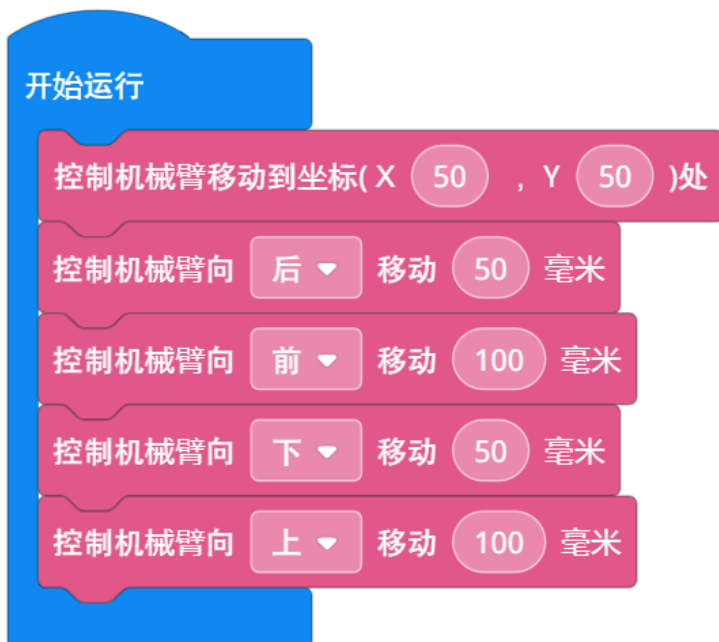 开始运行
控制机械臂移动到坐标( X 50 , Y 50 )处
控制机械臂向 后 移动 50 毫米
控制机械臂向 前 移动 100 毫米
控制机械臂向 下 移动 50 毫米
控制机械臂向 上 移动 100 毫米